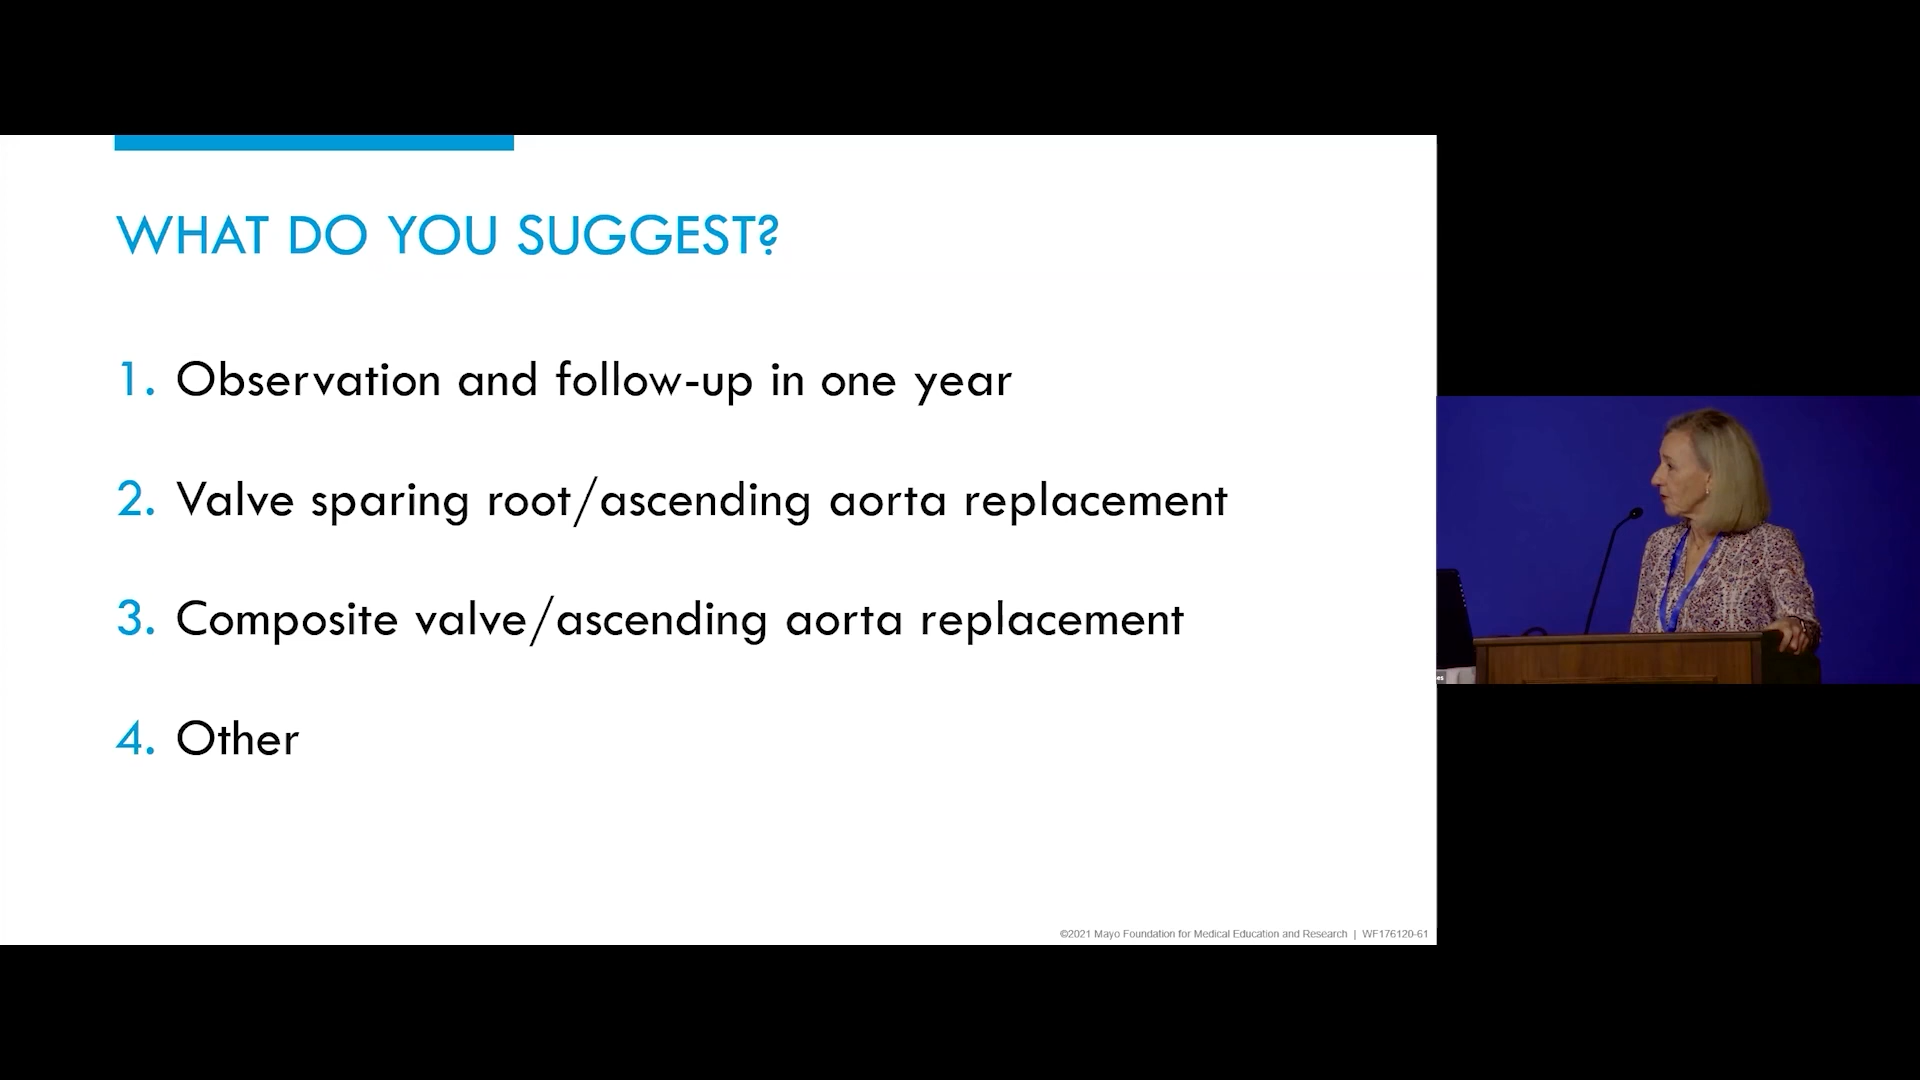 WHAT DO YOU SUGGEST?
1. Observation and follow-up in one year
2. Valve sparing root/ascending aorta replacement
3. Composite valve/ascending aorta replacement
4. Other
©2021 Mayo Foundation for Medical Education and Research | WF176120-61